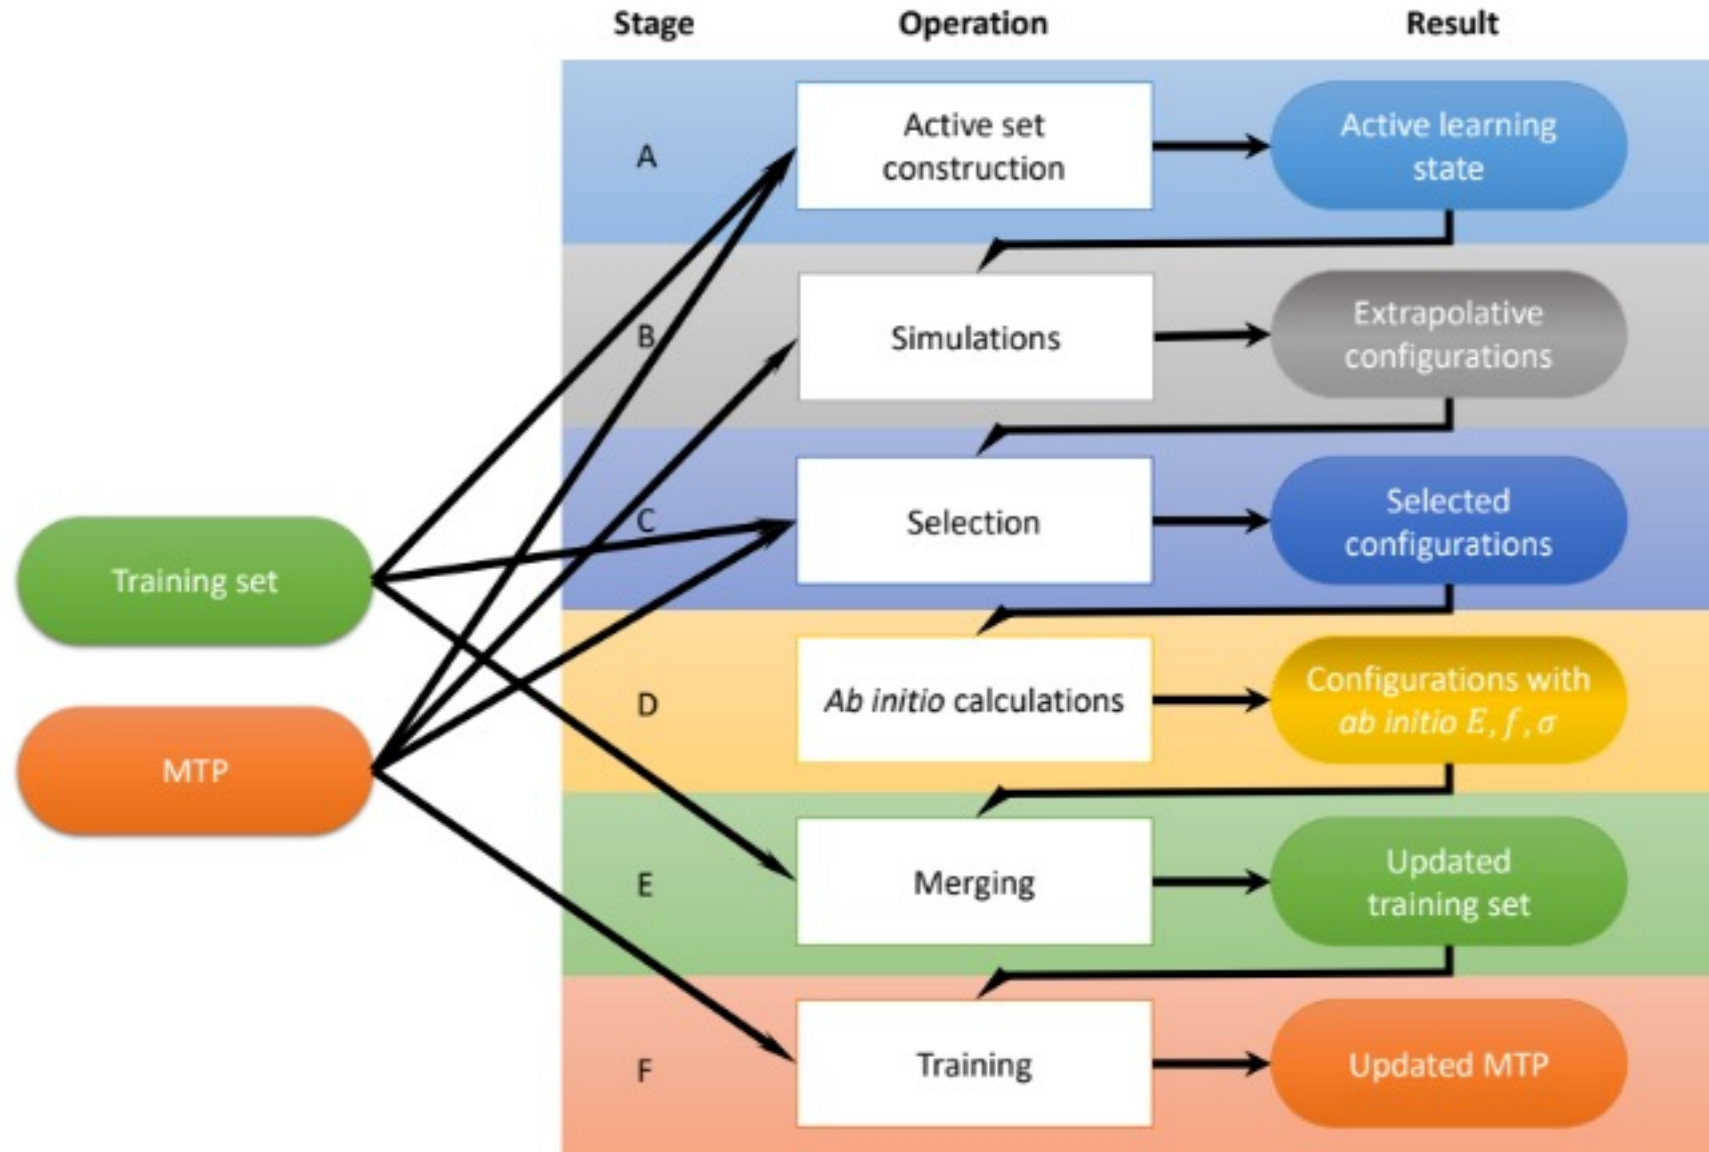 Stage Operation Result
A
Active set
construction
Active learning
state
B
Simulations
Extrapolative
configurations
C
Selection
Selected
configurations
Training set
D
Ab initio calculations
Configurations with
ab initio E, f, σ
MTP
E
Merging
Updated
training set
F
Training
Updated MTP